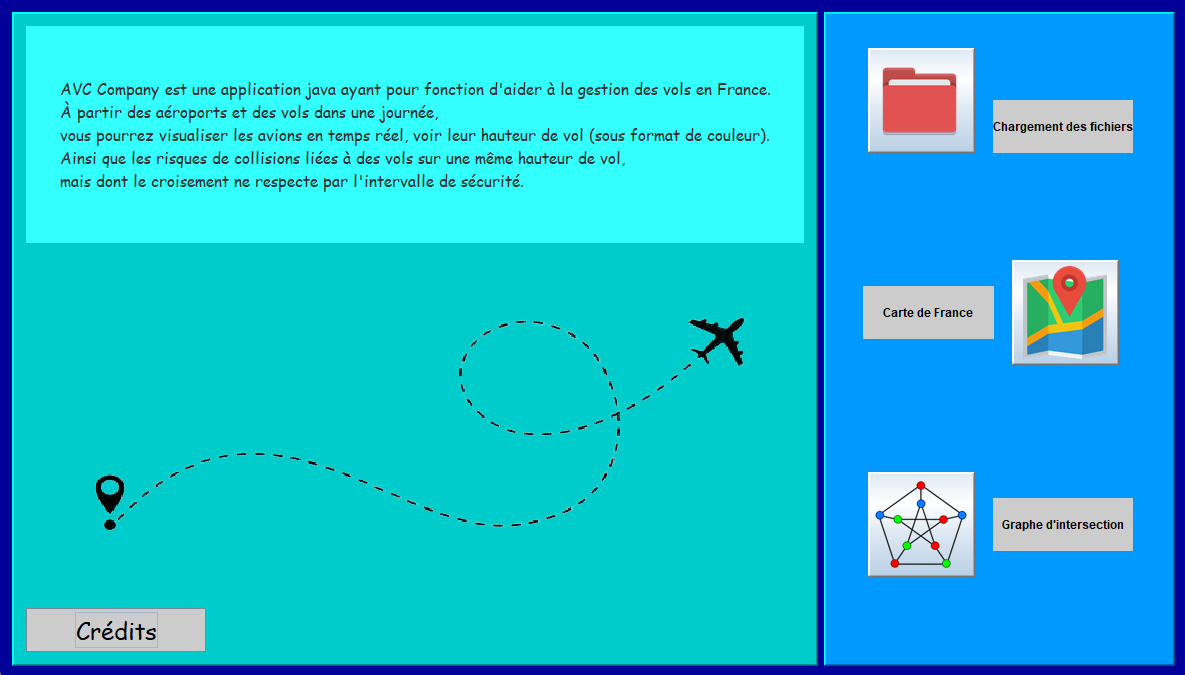 AVC Company est une application java ayant pour fonction d'aider à la gestion des vols en France.
À partir des aéroports et des vols dans une journée,
vous pourrez visualiser les avions en temps réel, voir leur hauteur de vol (sous format de couleur).
Ainsi que les risques de collisions liées à des vols sur une même hauteur de vol,
mais dont le croisement ne respecte par l'intervalle de sécurité.
Crédits
Chargement des fichiers
Carte de France
Graphe d'intersection